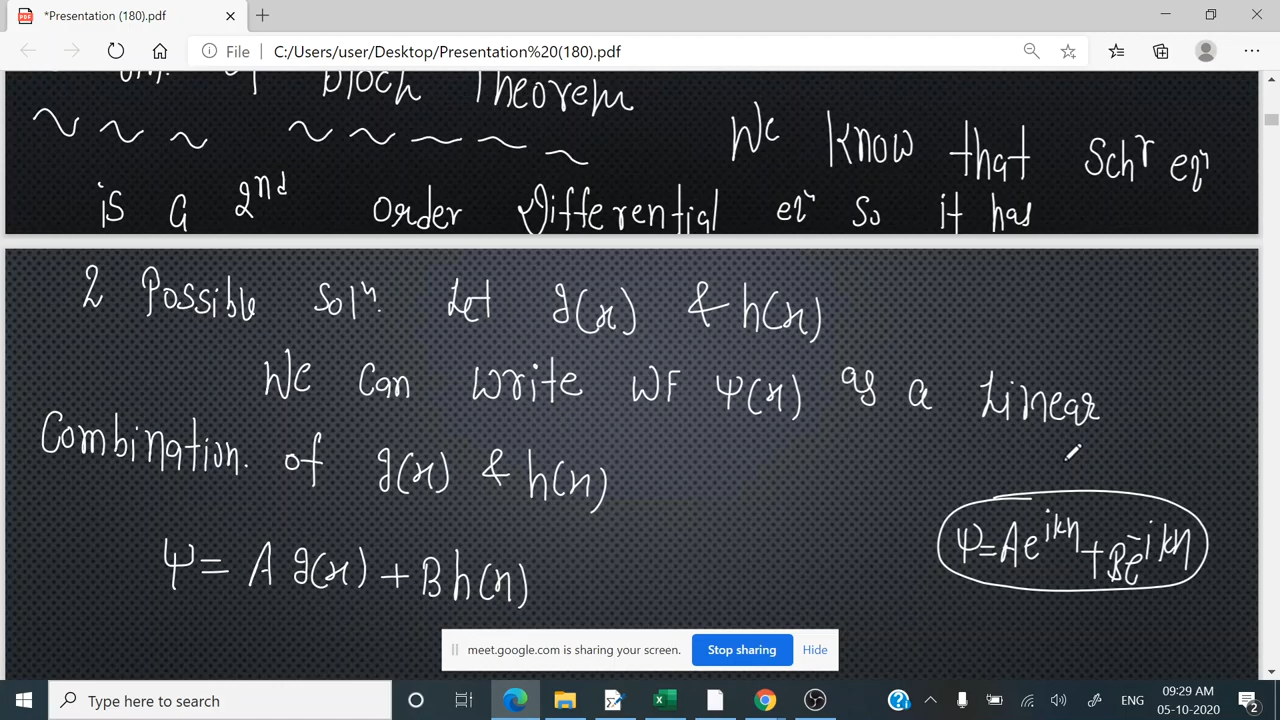 *Presentation (180).pdf
File C:/Users/user/Desktop/Presentation%20(180).pdf
of Bloch Theorem
We know that Schr eqn
is a 2nd order Differential eqn so it has
2 Possible Soln. Let g(x) & h(x)
We can write WF Ψ(x) as a Linear
Combination. of g(x) & h(x)
Ψ=Ae^ikx+Be^-ikx
Ψ= A g(x) + B h(x)
meet.google.com is sharing your screen. Stop sharing Hide
Type here to search
ENG
09:29 AM
05-10-2020
2